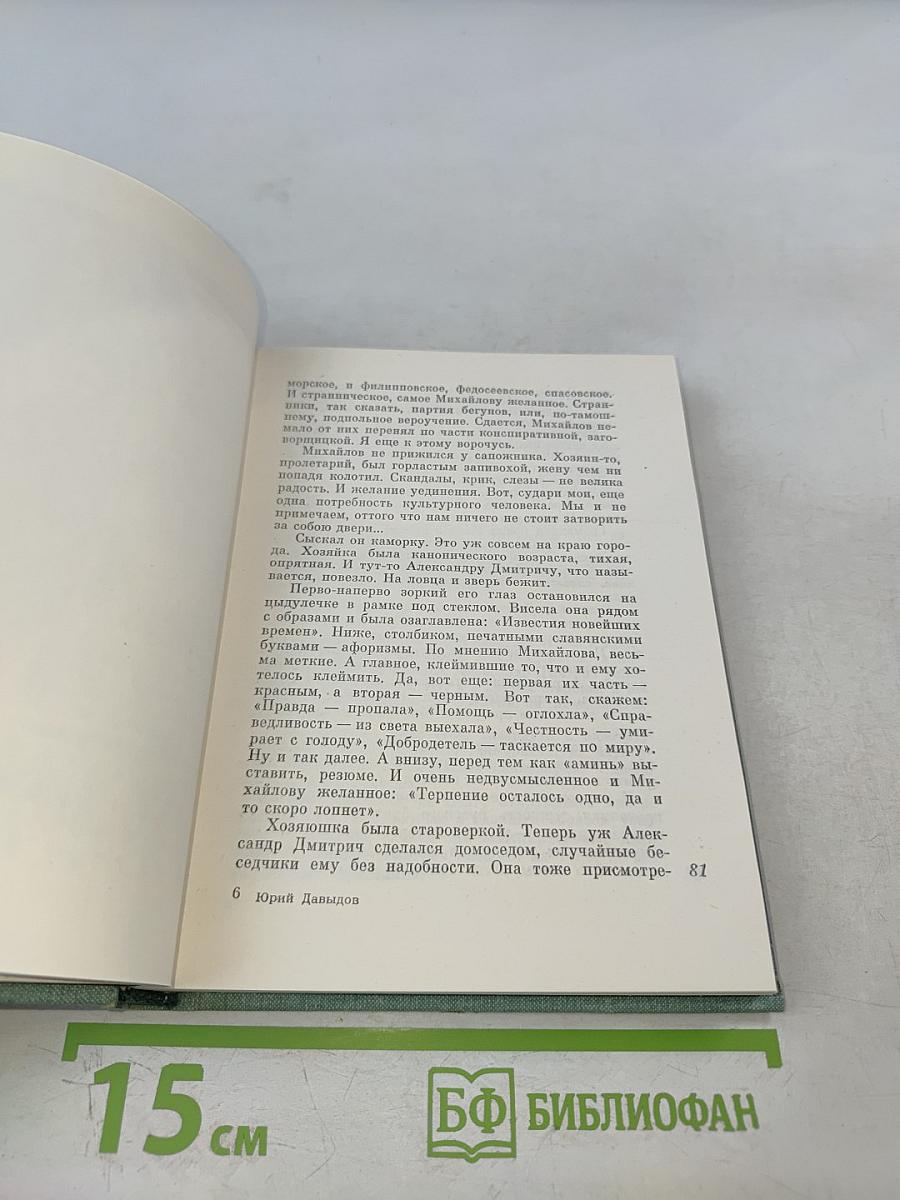 морское, и филипповское, федосеевское, спасовское.
И странническое, самое Михайлову желанное. Стран-
ники, так сказать, партия бегунов, или, по-тамош-
нему, подпольное вероучение. Сдается, Михайлов не-
мало от них перенял по части конспиративной, заго-
ворщицкой. Я еще к этому ворочусь.
Михайлов не прижился у сапожника. Хозяин-то,
пролетарий, был горластым запивохой, жену чем ни
попадя колотил. Скандалы, крик, слезы — не велика
радость. И желание уединения. Вот, судари мои, еще
одна потребность культурного человека. Мы и не
примечаем, оттого что нам ничего не стоит затворить
за собою двери...
Сыскал он каморку. Это уж совсем на краю горо-
да. Хозяйка была канонического возраста, тихая,
опрятная. И тут-то Александру Дмитричу, что назы-
вается, повезло. На ловца и зверь бежит.
Перво-наперво зоркий его глаз остановился на
цыдулечке в рамке под стеклом. Висела она рядом
с образами и была озаглавлена: «Известия новейших
времен». Ниже, столбиком, печатными славянскими
буквами — афоризмы. По мнению Михайлова, весь-
ма меткие. А главное, клеймившие то, что и ему хо-
телось клеймить. Да, вот еще: первая их часть —
красным, а вторая — черным. Вот так, скажем:
«Правда — пропала», «Помощь — оглохла», «Спра-
ведливость — из света выехала», «Честность — уми-
рает с голоду», «Добродетель — таскается по миру».
Ну и так далее. А внизу, перед тем как «аминь» вы-
ставить, резюме. И очень недвусмысленное и Ми-
хайлову желанное: «Терпение осталось одно, да и
то скоро лопнет».
Хозяюшка была староверкой. Теперь уж Алек-
сандр Дмитрич сделался домоседом, случайные бе-
седчики ему без надобности. Она тоже присмотре-
81
6 Юрий Давыдов
15 см
БФ БИБЛИОФАН